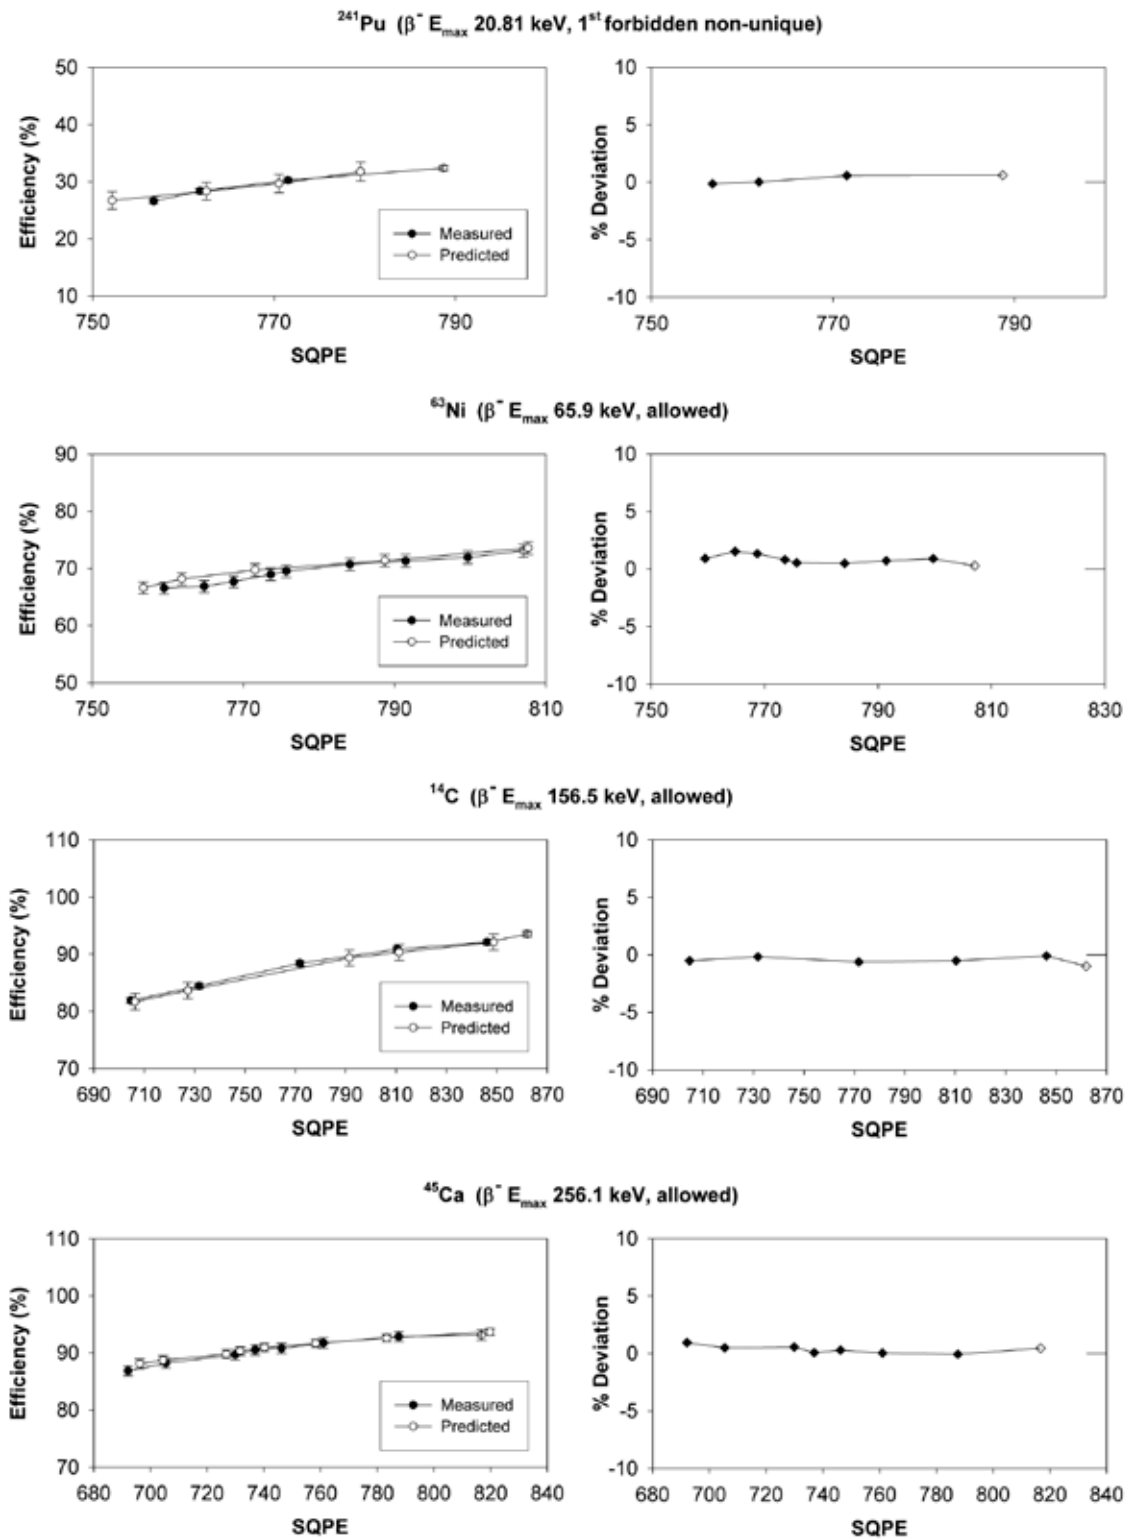 ²⁴¹Pu (β⁻ Eₘₐₓ 20.81 keV, 1ˢᵗ forbidden non-unique)
Efficiency (%)
50
40
30
20
10
Measured
Predicted
750 770 790
SQPE
% Deviation
10
5
0
-5
-10
750 770 790
SQPE
⁶³Ni (β⁻ Eₘₐₓ 65.9 keV, allowed)
Efficiency (%)
90
80
70
60
50
Measured
Predicted
750 770 790 810
SQPE
% Deviation
10
5
0
-5
-10
750 770 790 810 830
SQPE
¹⁴C (β⁻ Eₘₐₓ 156.5 keV, allowed)
Efficiency (%)
110
100
90
80
70
Measured
Predicted
690 710 730 750 770 790 810 830 850 870
SQPE
% Deviation
10
5
0
-5
-10
690 710 730 750 770 790 810 830 850 870
SQPE
⁴⁵Ca (β⁻ Eₘₐₓ 256.1 keV, allowed)
Efficiency (%)
110
100
90
80
70
Measured
Predicted
680 700 720 740 760 780 800 820 840
SQPE
% Deviation
10
5
0
-5
-10
680 700 720 740 760 780 800 820 840
SQPE